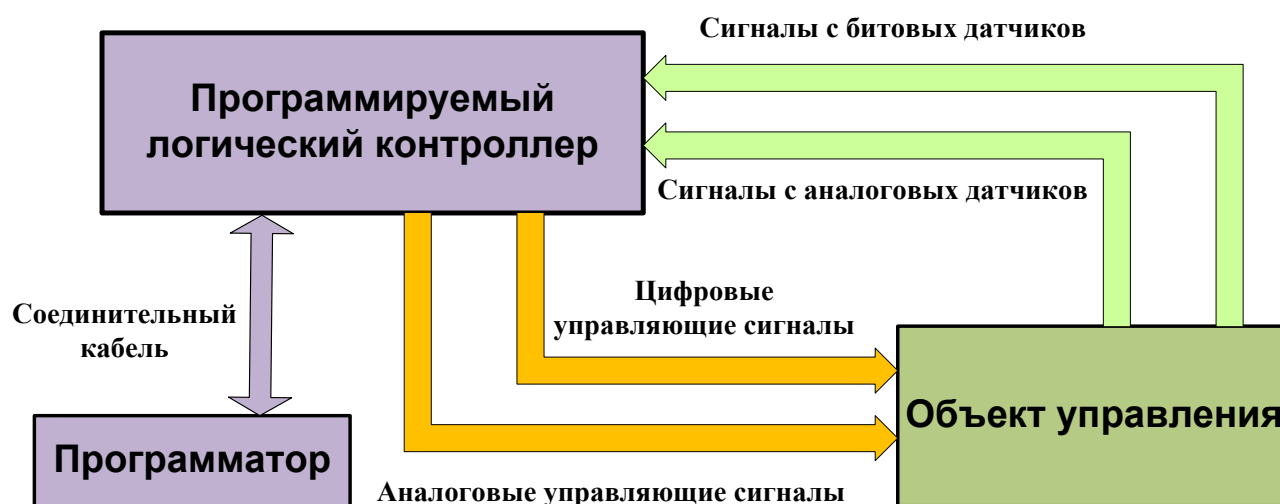 Сигналы с битовых датчиков
Программируемый
логический контроллер
Сигналы с аналоговых датчиков
Цифровые
управляющие сигналы
Соединительный
кабель
Объект управления
Программатор
Аналоговые управляющие сигналы